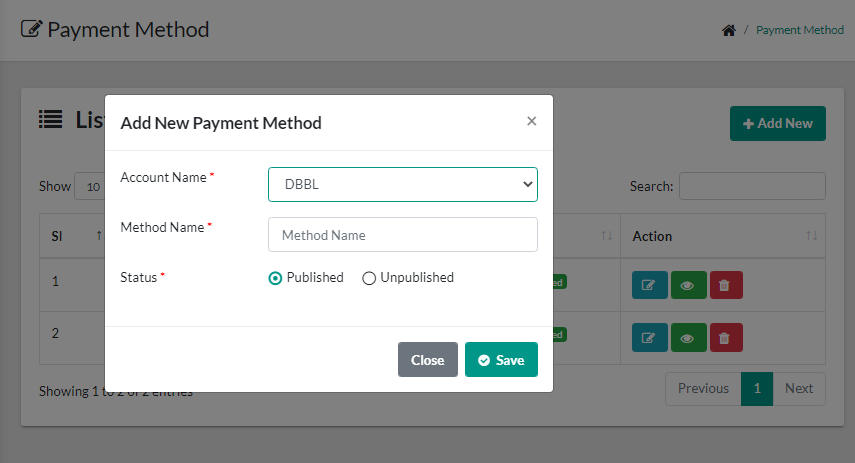 Payment Method
/ Payment Method
Add New Payment Method
×
Add New
Account Name *
DBBL
Show 10
Search:
Method Name *
Method Name
Sl
Action
Status *
Published
Unpublished
1
2
Close
Save
Showing 1 to 2 of 2 entries
Previous 1 Next